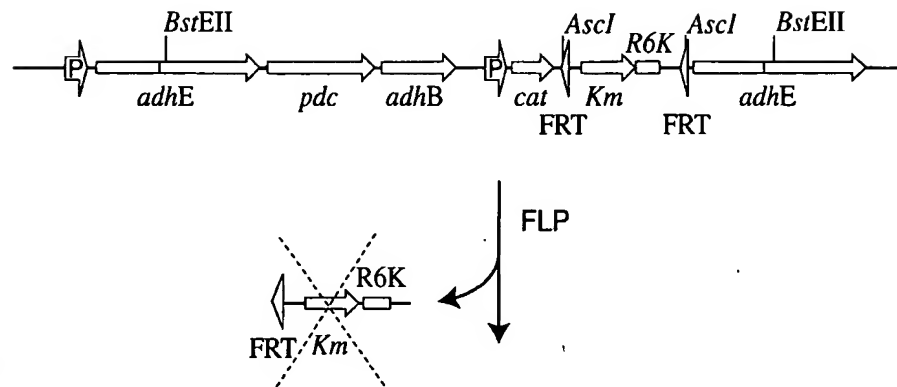 BstEII AscI R6K AscI BstEII
P P
adhE pdc adhB cat Km adhE
FRT FRT
FLP
R6K
FRT Km